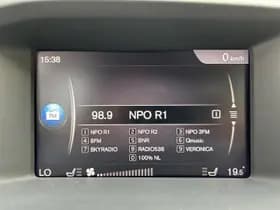 15:38 0 km/h
FM
98.9 NPO R1 i
1 NPO R1 2 NPO R2 3 NPO 3FM
4 BFM 5 BNR 6 Qmusic
7 SKYRADIO 8 RADIO538 9 VERONICA
0 100% NL
LO 19.5°